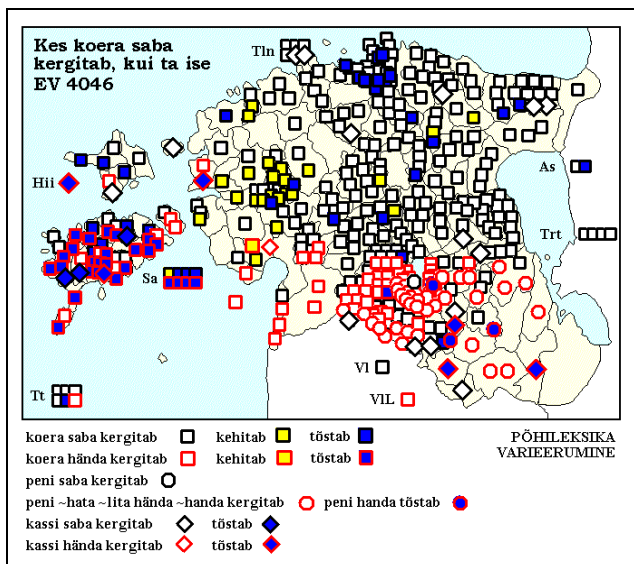 Kes koera saba
kergitab, kui ta ise
EV 4046
Tln
Hii
As
Trt
Sa
Vl
VlL
Tt
koera saba kergitab kehitab tõstab
koera hända kergitab kehitab tõstab
peni saba kergitab
peni ~hata ~lita hända ~handa kergitab peni handa tõstab
kassi saba kergitab tõstab
kassi hända kergitab tõstab
PÕHILEKSIKA
VARIEERUMINE